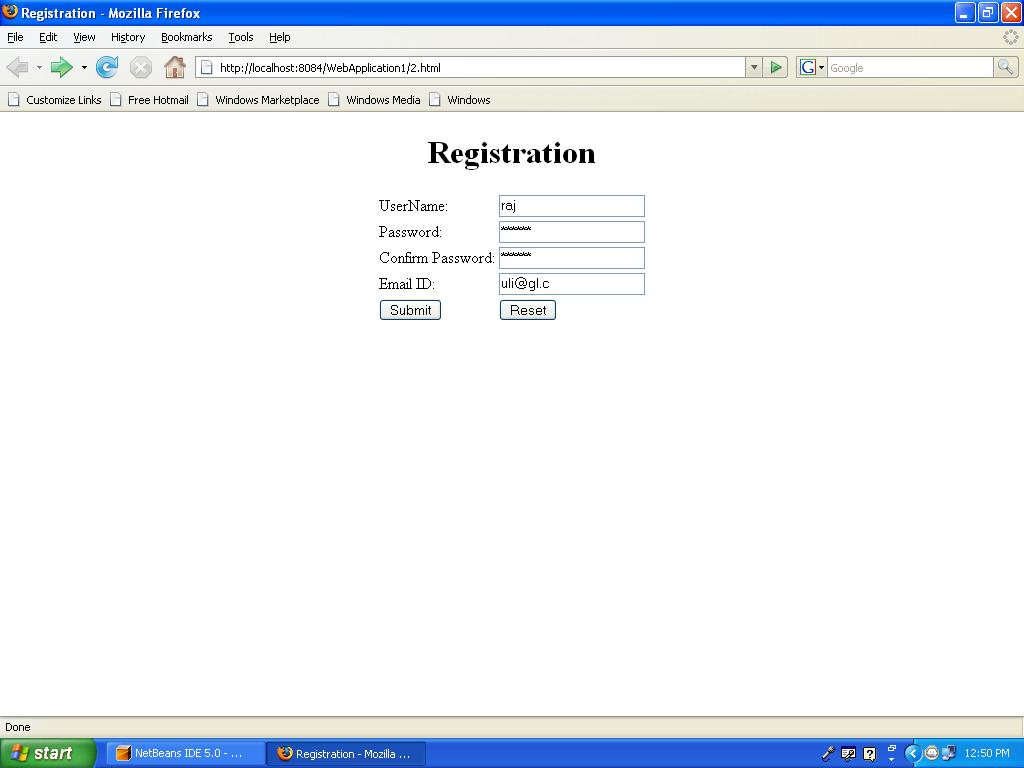 Registration - Mozilla Firefox
File Edit View History Bookmarks Tools Help
http://localhost:8084/WebApplication1/2.html G Google
Customize Links Free Hotmail Windows Marketplace Windows Media Windows
Registration
UserName: raj
Password: *******
Confirm Password: *******
Email ID: uli@gl.c
Submit Reset
Done
start NetBeans IDE 5.0 - ... Registration - Mozilla ... 12:50 PM